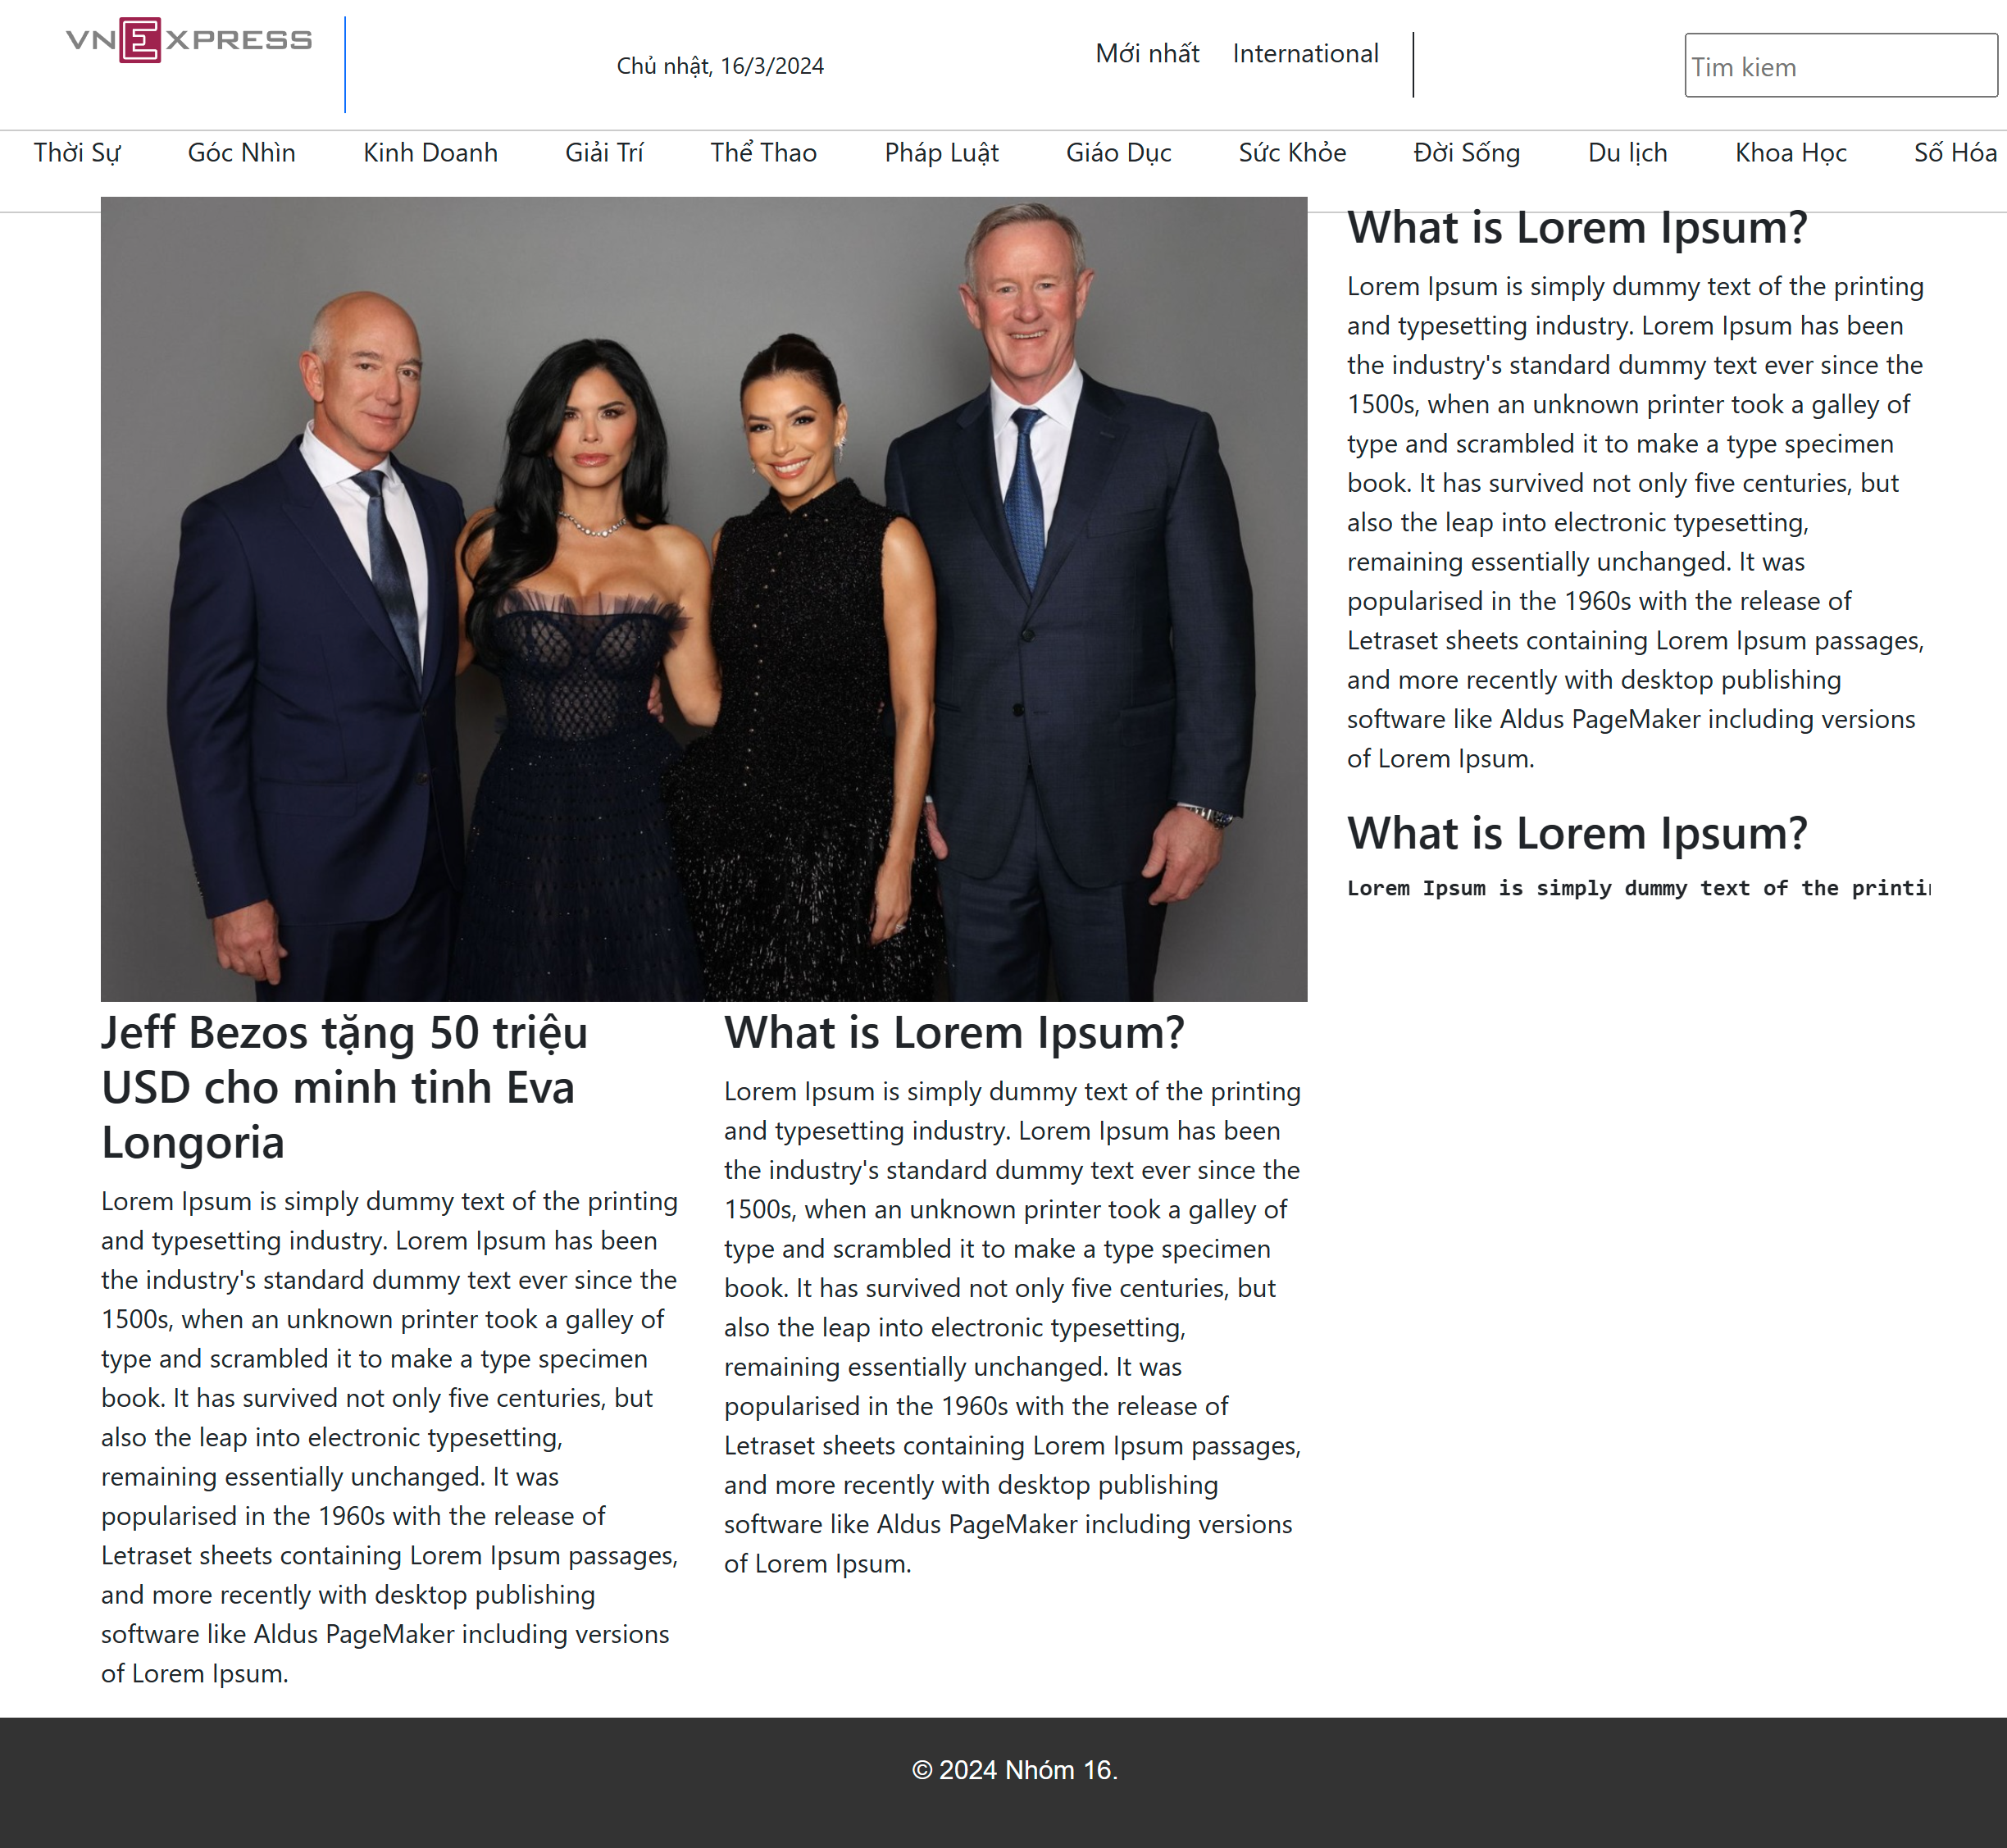 VNEXPRESS
Chủ nhật, 16/3/2024
Mới nhất
International
Tim kiem
Thời Sự
Góc Nhìn
Kinh Doanh
Giải Trí
Thể Thao
Pháp Luật
Giáo Dục
Sức Khỏe
Đời Sống
Du lịch
Khoa Học
Số Hóa
What is Lorem Ipsum?
Lorem Ipsum is simply dummy text of the printing
and typesetting industry. Lorem Ipsum has been
the industry's standard dummy text ever since the
1500s, when an unknown printer took a galley of
type and scrambled it to make a type specimen
book. It has survived not only five centuries, but
also the leap into electronic typesetting,
remaining essentially unchanged. It was
popularised in the 1960s with the release of
Letraset sheets containing Lorem Ipsum passages,
and more recently with desktop publishing
software like Aldus PageMaker including versions
of Lorem Ipsum.
What is Lorem Ipsum?
Lorem Ipsum is simply dummy text of the
Jeff Bezos tặng 50 triệu
USD cho minh tinh Eva
Longoria
Lorem Ipsum is simply dummy text of the printing
and typesetting industry. Lorem Ipsum has been
the industry's standard dummy text ever since the
1500s, when an unknown printer took a galley of
type and scrambled it to make a type specimen
book. It has survived not only five centuries, but
also the leap into electronic typesetting,
remaining essentially unchanged. It was
popularised in the 1960s with the release of
Letraset sheets containing Lorem Ipsum passages,
and more recently with desktop publishing
software like Aldus PageMaker including versions
of Lorem Ipsum.
What is Lorem Ipsum?
Lorem Ipsum is simply dummy text of the printing
and typesetting industry. Lorem Ipsum has been
the industry's standard dummy text ever since the
1500s, when an unknown printer took a galley of
type and scrambled it to make a type specimen
book. It has survived not only five centuries, but
also the leap into electronic typesetting,
remaining essentially unchanged. It was
popularised in the 1960s with the release of
Letraset sheets containing Lorem Ipsum passages,
and more recently with desktop publishing
software like Aldus PageMaker including versions
of Lorem Ipsum.
© 2024 Nhóm 16.